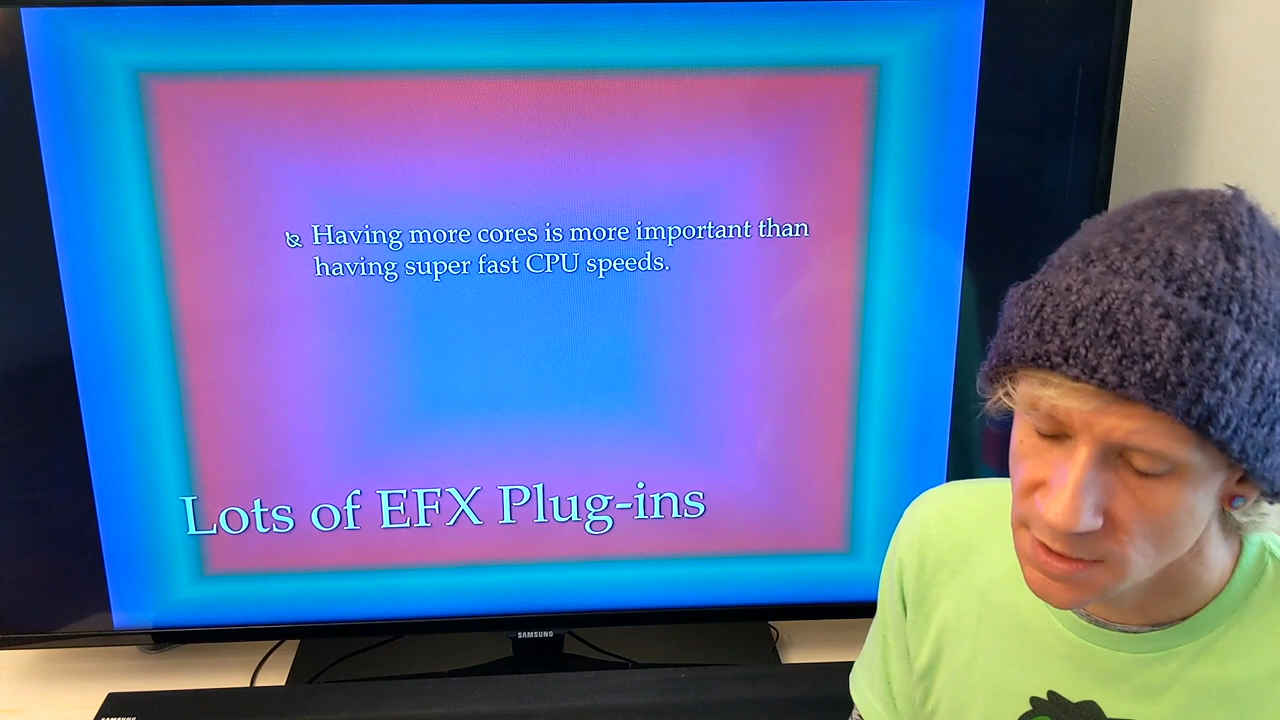 Having more cores is more important than
having super fast CPU speeds.
Lots of EFX Plug-ins
SAMSUNG
SAMSUNG